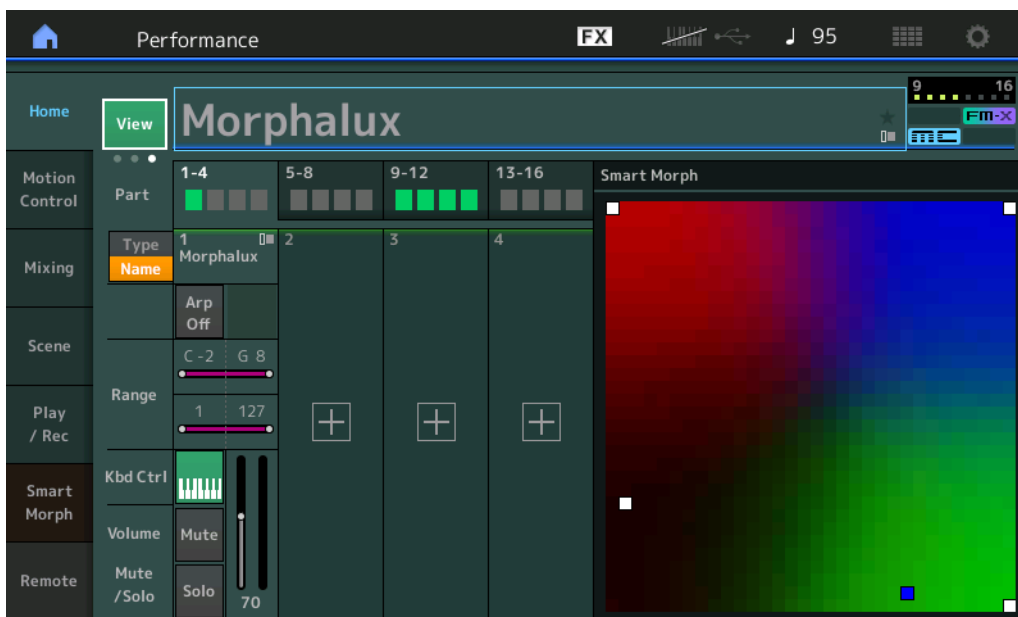 Performance FX 95
9 16
Home View Morphalux FM-X
MC
1-4 5-8 9-12 13-16 Smart Morph
Motion
Control
Part
Type 1 2 3 4
Name Morphalux
Mixing
Arp
Off
Scene
C -2 G 8
Range
1 127
Play
/ Rec
Kbd Ctrl
Smart
Morph
Volume Mute
Remote
Mute
/Solo
Solo
70